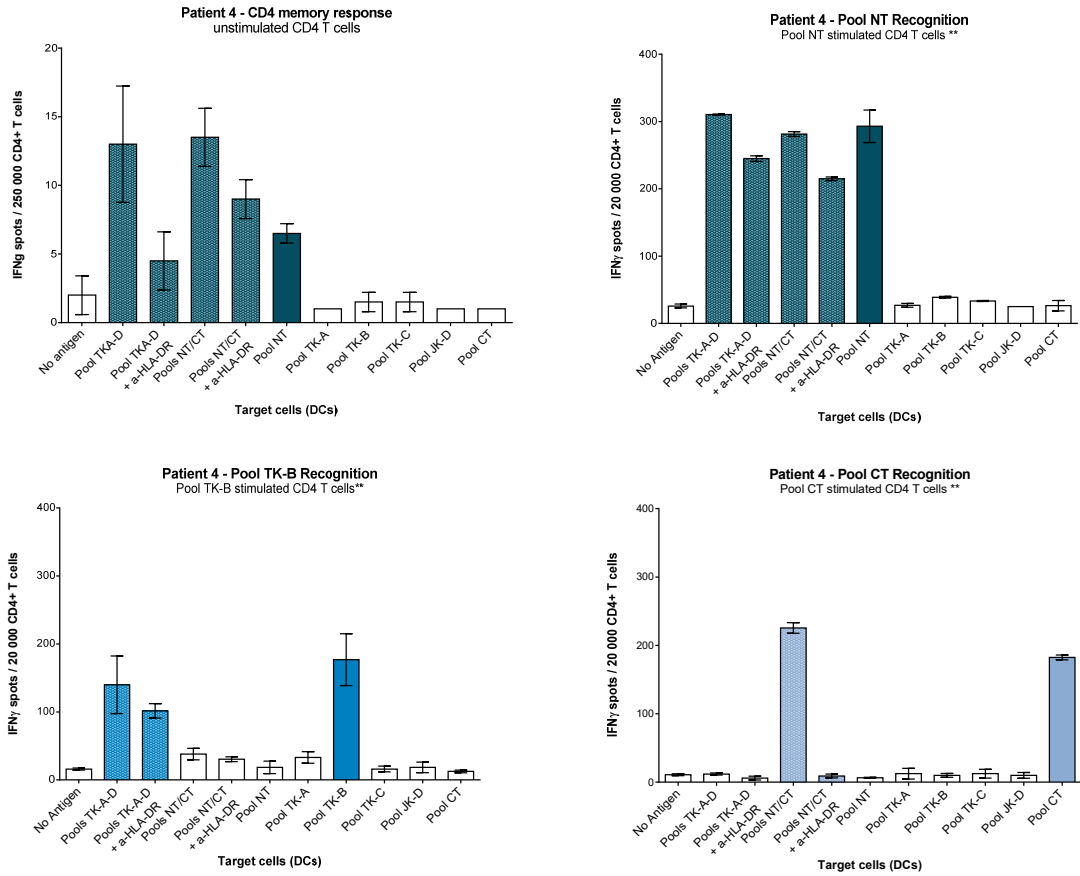 Patient 4 - CD4 memory response
unstimulated CD4 T cells
IFNg spots / 250 000 CD4+ T cells
20
15
10
5
0
No antigen
Pool TKA-D
Pool TKA-D
+ a-HLA-DR
Pools NT/CT
Pools NT/CT
+ a-HLA-DR
Pool NT
Pool TK-A
Pool TK-B
Pool TK-C
Pool JK-D
Pool CT
Target cells (DCs)
Patient 4 - Pool NT Recognition
Pool NT stimulated CD4 T cells **
IFNγ spots / 20 000 CD4+ T cells
400
300
200
100
0
No Antigen
Pools TK-A-D
Pools TK-A-D
+ a-HLA-DR
Pools NT/CT
Pools NT/CT
+ a-HLA-DR
Pool NT
Pool TK-A
Pool TK-B
Pool TK-C
Pool JK-D
Pool CT
Target cells (DCs)
Patient 4 - Pool TK-B Recognition
Pool TK-B stimulated CD4 T cells**
IFNγ spots / 20 000 CD4+ T cells
400
300
200
100
0
No Antigen
Pools TK-A-D
Pools TK-A-D
+ a-HLA-DR
Pools NT/CT
Pools NT/CT
+ a-HLA-DR
Pool NT
Pool TK-A
Pool TK-B
Pool TK-C
Pool JK-D
Pool CT
Target cells (DCs)
Patient 4 - Pool CT Recognition
Pool CT stimulated CD4 T cells **
IFNγ spots / 20 000 CD4+ T cells
400
300
200
100
0
No Antigen
Pools TK-A-D
Pools TK-A-D
+ a-HLA-DR
Pools NT/CT
Pools NT/CT
+ a-HLA-DR
Pool NT
Pool TK-A
Pool TK-B
Pool TK-C
Pool JK-D
Pool CT
Target cells (DCs)